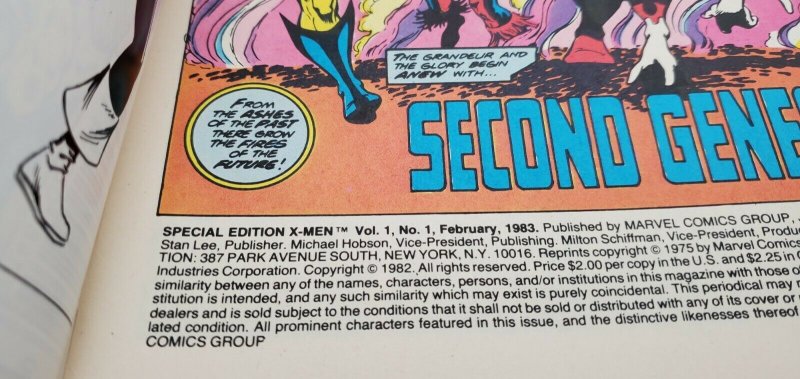 THE GRANDEUR AND
THE GLORY BEGIN
ANEW WITH...
FROM
THE ASHES
OF THE PAST
THERE GROW
THE FIRES
OF THE
FUTURE!
SECOND GENES
SPECIAL EDITION X-MEN™ Vol. 1, No. 1, February, 1983. Published by MARVEL COMICS GROUP,
Stan Lee, Publisher. Michael Hobson, Vice-President, Publishing. Milton Schiffman, Vice-President, Produc
TION: 387 PARK AVENUE SOUTH, NEW YORK, N.Y. 10016. Reprints copyright © 1975 by Marvel Comics
Industries Corporation. Copyright © 1982. All rights reserved. Price $2.00 per copy in the U.S. and $2.25 in C
similarity between any of the names, characters, persons, and/or institutions in this magazine with those of
stitution is intended, and any such similarity which may exist is purely coincidental. This periodical may
dealers and is sold subject to the conditions that it shall not be sold or distributed with any of its cover or
lated condition. All prominent characters featured in this issue, and the distinctive likenesses thereof
COMICS GROUP